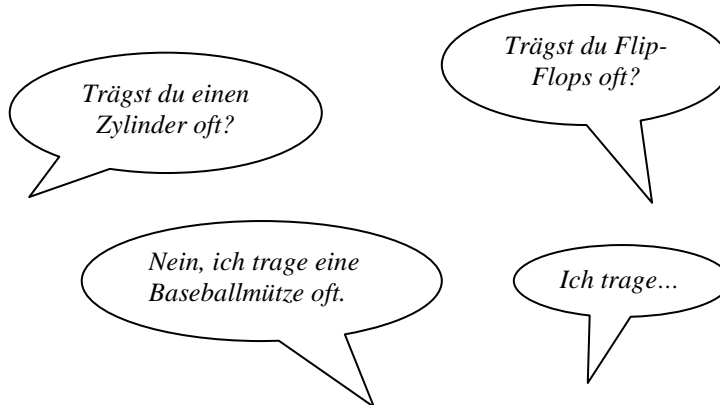 Trägst du einen
Zylinder oft?
Trägst du Flip-
Flops oft?
Nein, ich trage eine
Baseballmütze oft.
Ich trage…